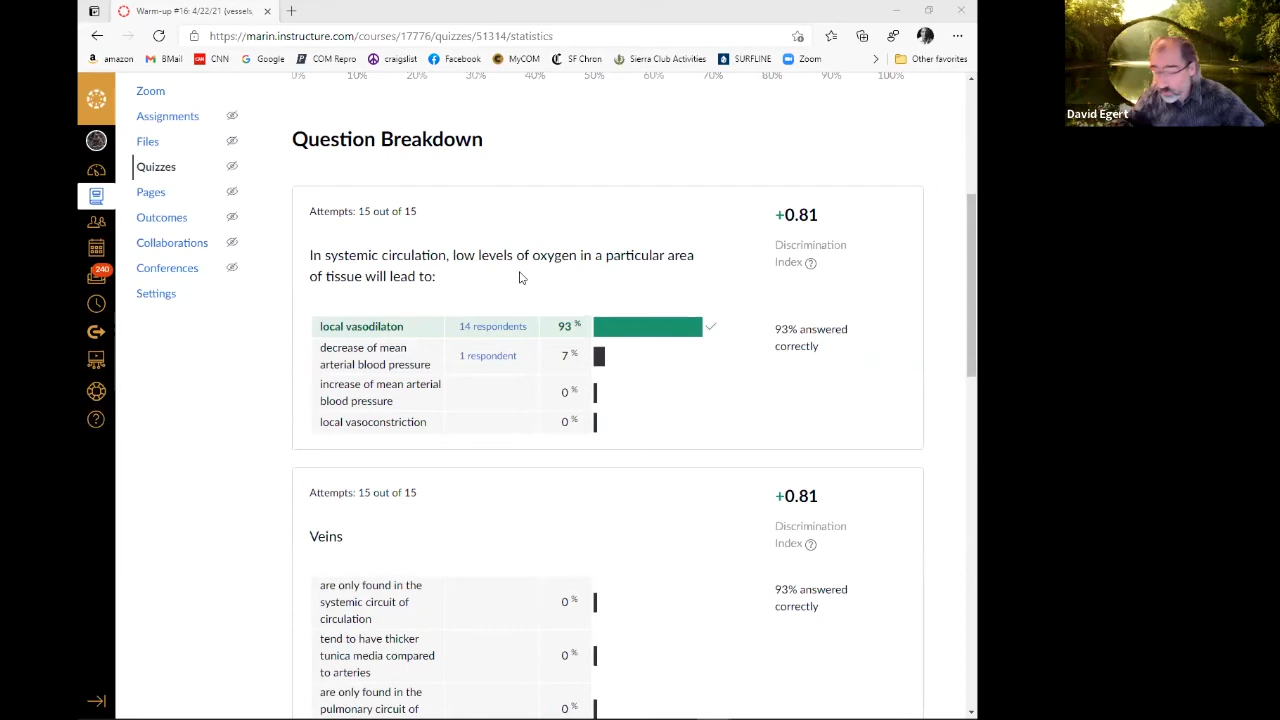 Warm-up #16: 4/22/21 (vessels,
https://marin.instructure.com/courses/17776/quizzes/51314/statistics
amazon
BMail
CNN
Google
COM Repro
craigslist
Facebook
MyCOM
SF Chron
Sierra Club Activities
SURFLINE
Zoom
Other favorites
0% 10% 20% 30% 40% 50% 60% 70% 80% 90% 100%
Zoom
Assignments
Files
Quizzes
Pages
Outcomes
Collaborations
Conferences
Settings
240
Question Breakdown
Attempts: 15 out of 15
+0.81
Discrimination
Index ?
In systemic circulation, low levels of oxygen in a particular area
of tissue will lead to:
local vasodilaton 14 respondents 93 %
decrease of mean
arterial blood pressure 1 respondent 7 %
increase of mean arterial
blood pressure 0 %
local vasoconstriction 0 %
93% answered
correctly
Attempts: 15 out of 15
+0.81
Discrimination
Index ?
Veins
are only found in the
systemic circuit of
circulation 0 %
tend to have thicker
tunica media compared
to arteries 0 %
are only found in the
pulmonary circuit of 0 %
93% answered
correctly
David Egert